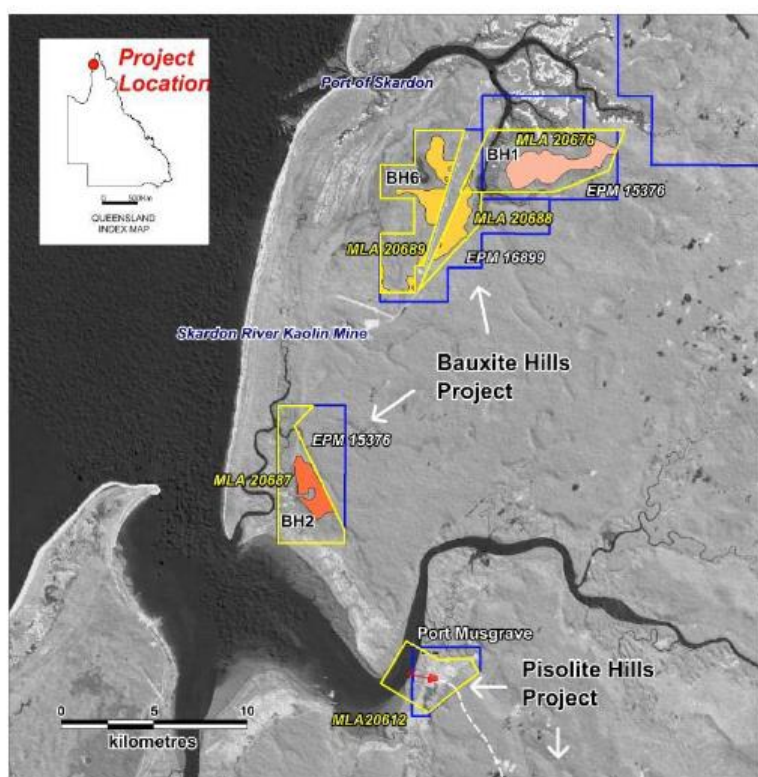 Project
Location
0 500Km
QUEENSLAND
INDEX MAP
Port of Skardon
MLA 20676
BH1
BH6
EPM 15376
MLA 20688
MLA 20689
EPM 16899
Skardon River Kaolin Mine
Bauxite Hills
Project
EPM 15376
MLA 20687
BH2
Port Musgrave
Pisolite Hills
Project
MLA20612
0 5 10
kilometres